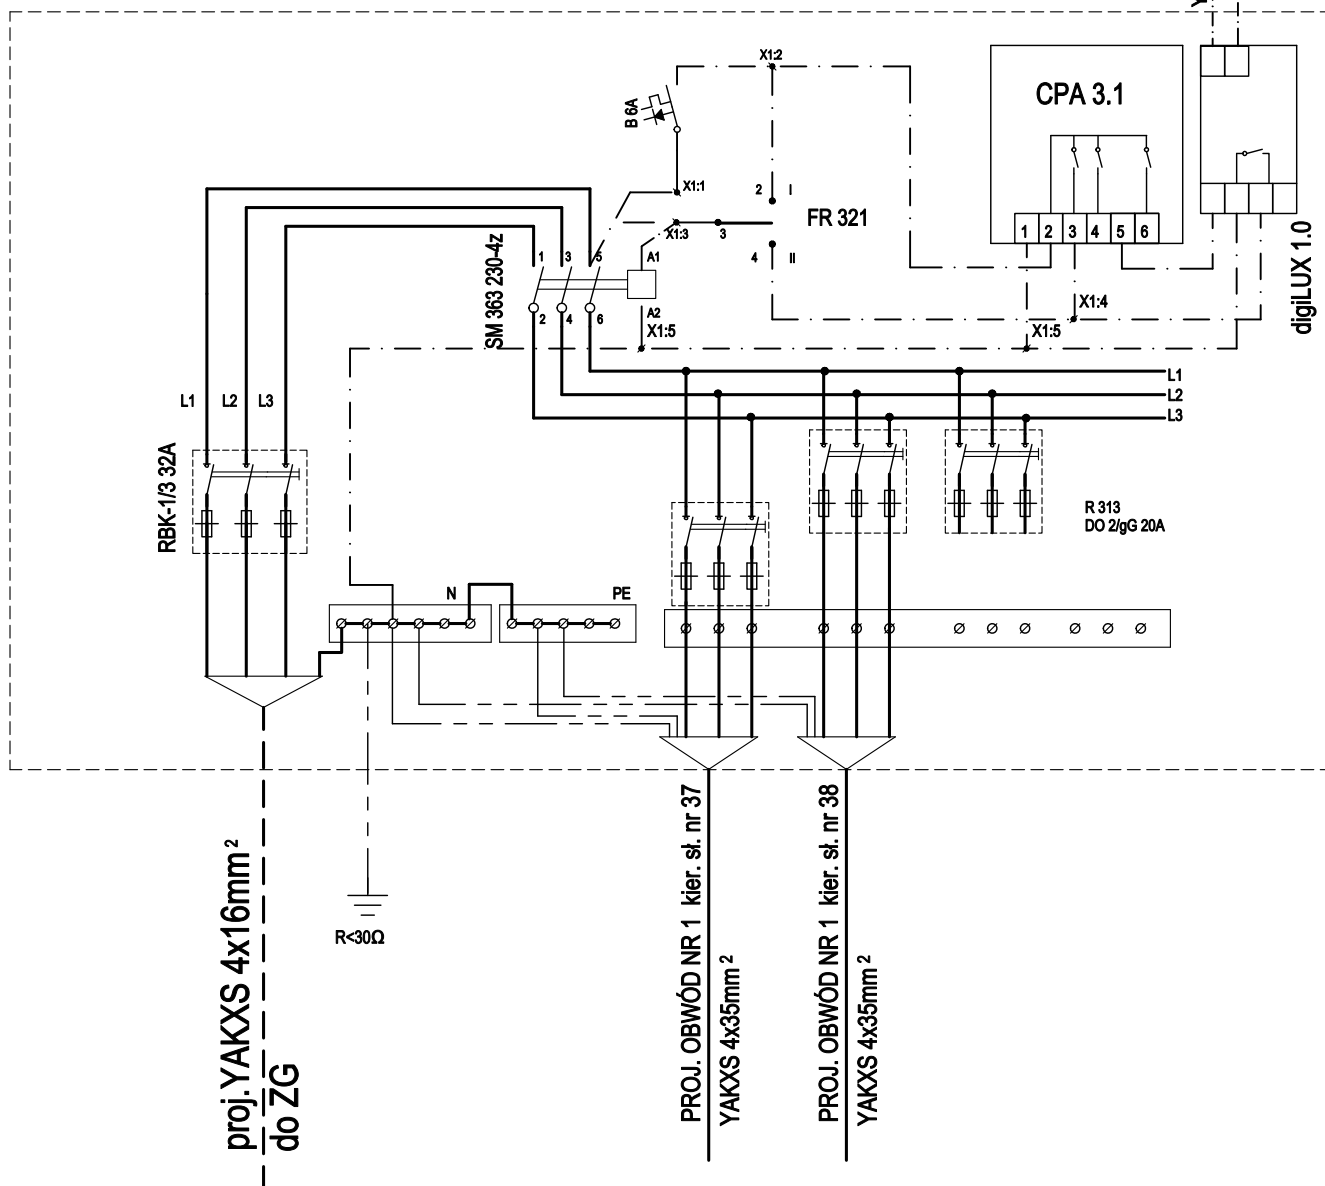 Y
X1:2
B 6A
CPA 3.1
X1:1
2
I
FR 321
1
2
3
4
5
6
X1:3
3
4
II
digiLUX 1.0
SM 363 230-4z
1
3
5
A1
2
4
6
A2
X1:5
X1:4
X1:5
L1
L2
L3
L1
L2
L3
RBK-1/3 32A
R 313
DO 2/gG 20A
N
PE
R<30Ω
proj.YAKXS 4x16mm²
do ZG
PROJ. OBWÓD NR 1 kier. sł. nr 37
YAKXS 4x35mm²
PROJ. OBWÓD NR 1 kier. sł. nr 38
YAKXS 4x35mm²